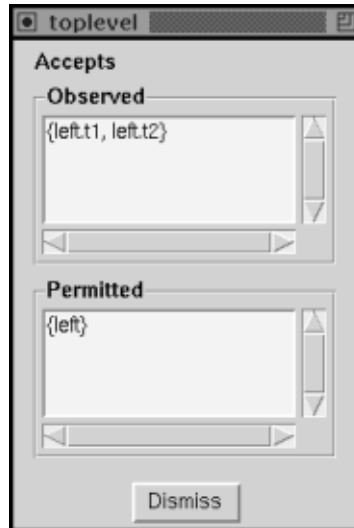 toplevel
Accepts
Observed
{left.t1, left.t2}
Permitted
{left}
Dismiss